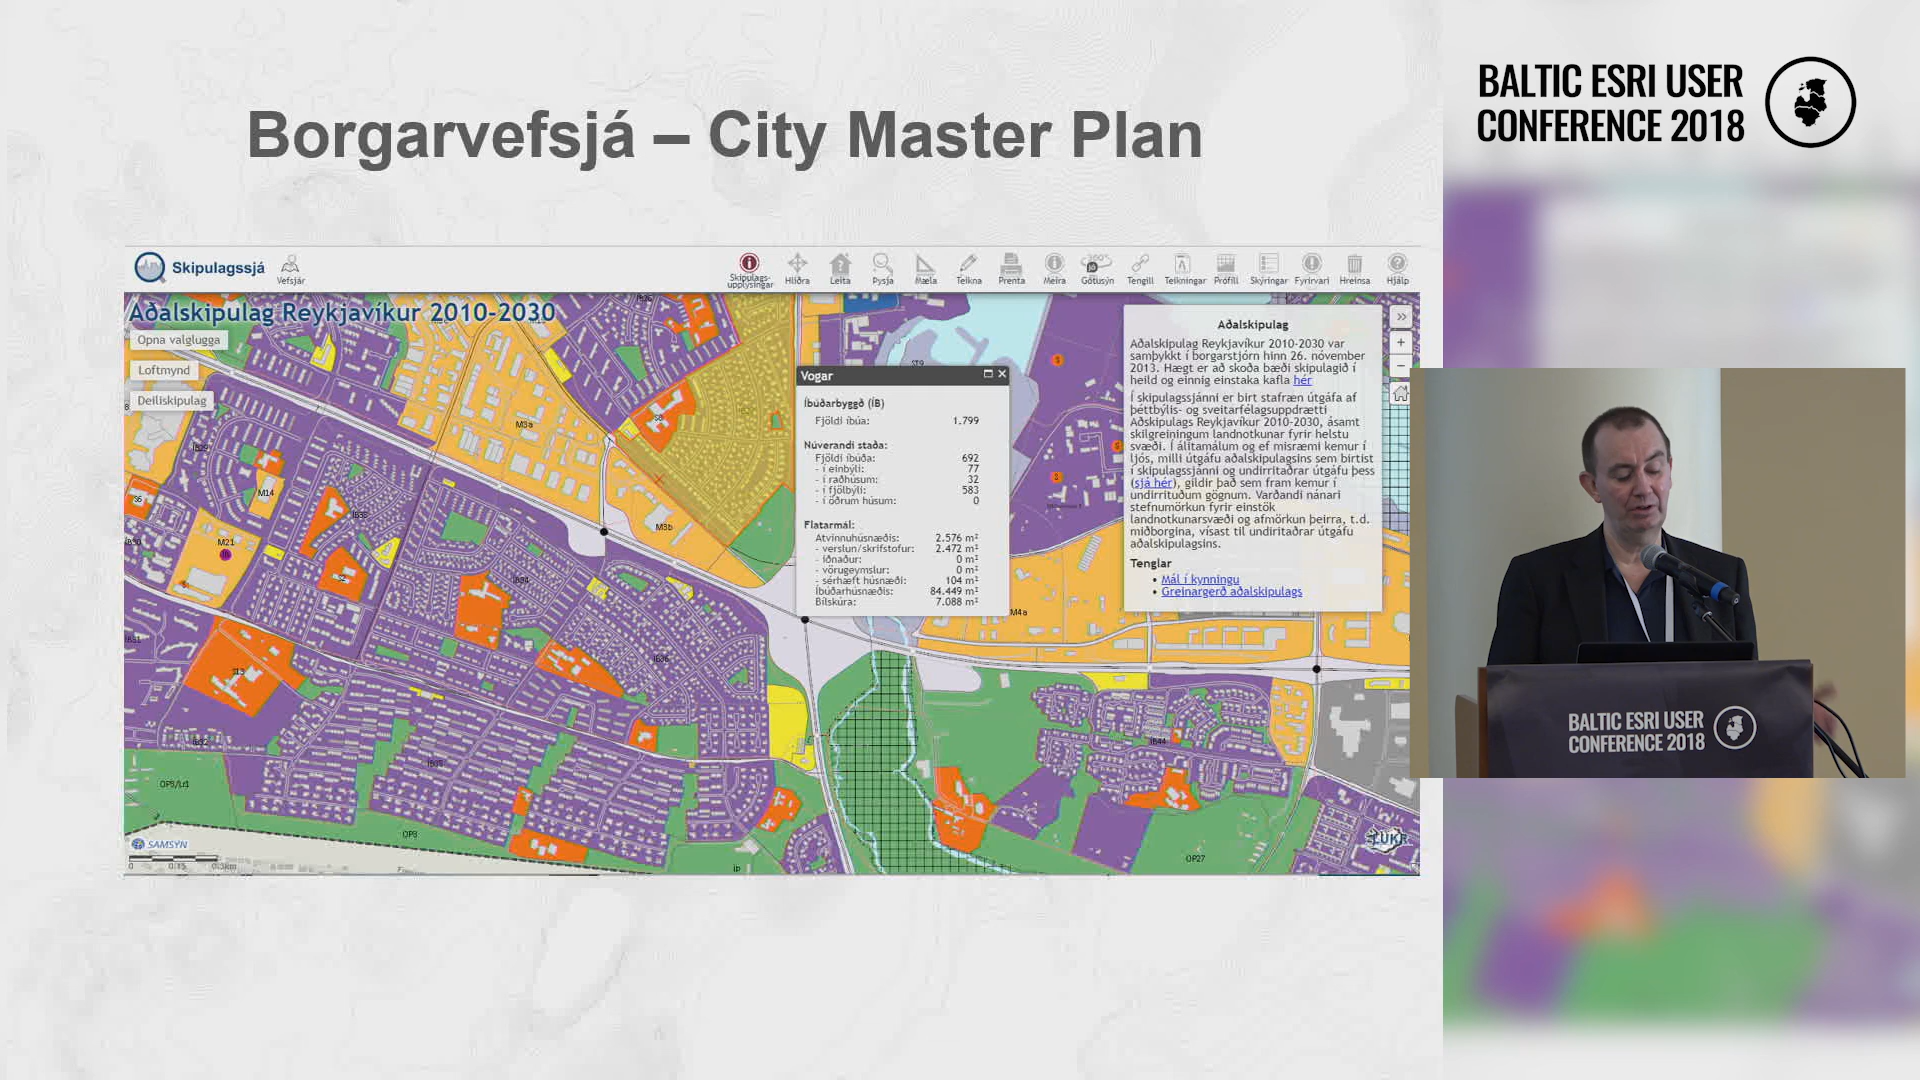 Borgarvefsjá – City Master Plan
BALTIC ESRI USER
CONFERENCE 2018
Skipulagssjá
Vefsjár
Skipulags-
upplýsingar
Hliðra
Leita
Þysja
Mæla
Teikna
Prenta
Meira
Götusýn
Tengill
Teikningar
Prófíll
Skýringar
Fyrirvari
Hreinsa
Hjálp
Aðalskipulag Reykjavíkur 2010-2030
Opna valglugga
Loftmynd
Deiliskipulag
Vogar
Íbúðarbyggð (ÍB)
Fjöldi íbúa: 1.799
Núverandi staða:
Fjöldi íbúða: 692
- í einbýli: 77
- í raðhúsum: 32
- í fjölbýli: 583
- í öðrum húsum: 0
Flatarmál:
Atvinnuhúsnæðis: 2.576 m²
- verslun/skrifstofur: 2.472 m²
- iðnaður: 0 m²
- vörugeymslur: 0 m²
- sérhæft húsnæði: 104 m²
Íbúðarhúsnæðis: 84.449 m²
Bílskúra: 7.088 m²
Aðalskipulag
Aðalskipulag Reykjavíkur 2010-2030 var
samþykkt í borgarstjórn hinn 26. nóvember
2013. Hægt er að skoða bæði skipulagið í
heild og einnig einstaka kafla hér
Í skipulagssjánni er birt stafræn útgáfa af
þéttbýlis- og sveitarfélagsuppdrætti
Aðskipulags Reykjavíkur 2010-2030, ásamt
skilgreiningum landnotkunar fyrir helstu
svæði. Í álitamálum og ef misræmi kemur í
ljós, milli útgáfu aðalskipulagsins sem birtist
í skipulagssjánni og undirritaðrar útgáfu þess
(sjá hér), gildir það sem fram kemur í
undirrituðum gögnum. Varðandi nánari
stefnumörkun fyrir einstök
landnotkunarsvæði og afmörkun þeirra, t.d.
miðborgina, vísast til undiritaðrar útgáfu
aðalskipulagsins.
Tenglar
• Mál í kynningu
• Greinargerð aðalskipulags
M3a
M14
M21
M3b
M4a
S13
OP3
OP27
ÍB44
SAMSYN
LUKR
BALTIC ESRI USER
CONFERENCE 2018